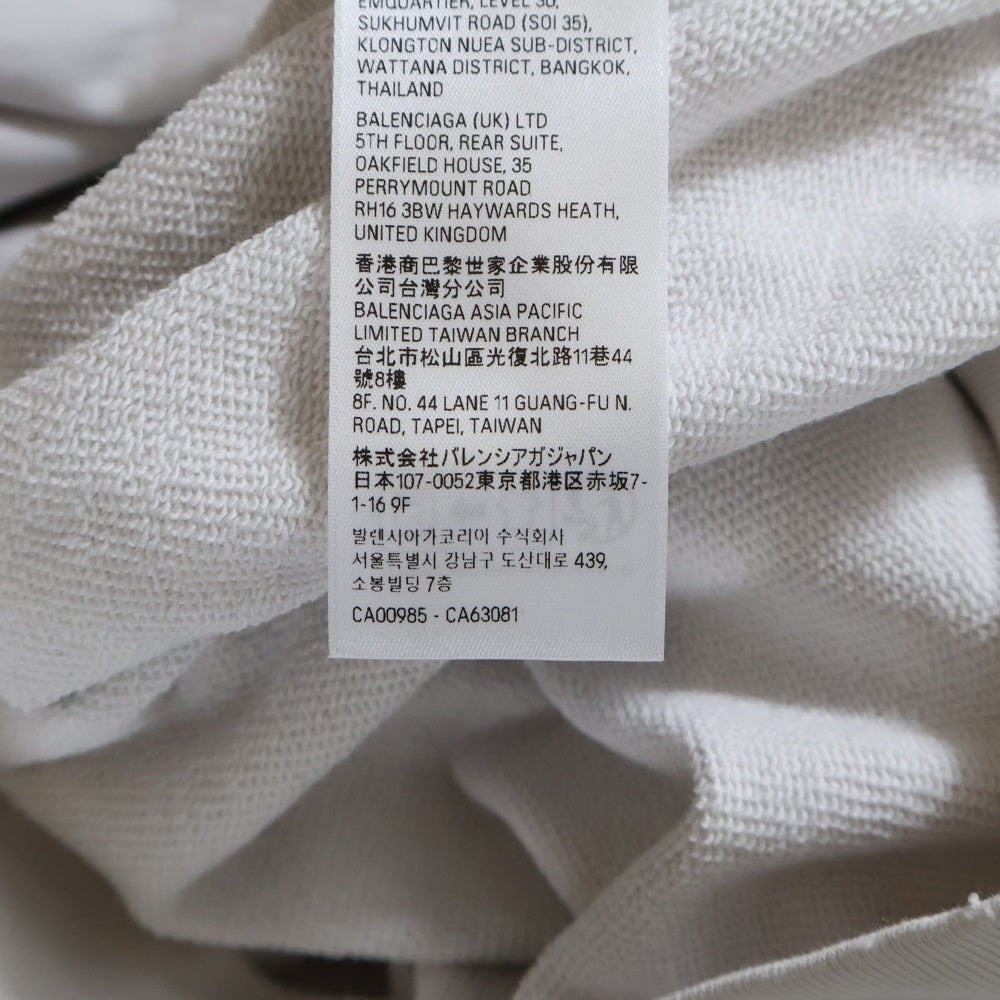 EMQUARTIER, LEVEL 30,
SUKHUMVIT ROAD (SOI 35),
KLONGTON NUEA SUB-DISTRICT,
WATTANA DISTRICT, BANGKOK,
THAILAND
BALENCIAGA (UK) LTD
5TH FLOOR, REAR SUITE,
OAKFIELD HOUSE, 35
PERRYMOUNT ROAD
RH16 3BW HAYWARDS HEATH,
UNITED KINGDOM
香港商巴黎世家企業股份有限
公司台灣分公司
BALENCIAGA ASIA PACIFIC
LIMITED TAIWAN BRANCH
台北市松山區光復北路11巷44
號8樓
8F. NO. 44 LANE 11 GUANG-FU N.
ROAD, TAPEI, TAIWAN
株式会社バレンシアガジャパン
日本107-0052東京都港区赤坂7-
1-16 9F
발렌시아가코리아 수식회사
서울특별시 강남구 도산대로 439,
소봉빌딩 7층
CA00985 - CA63081